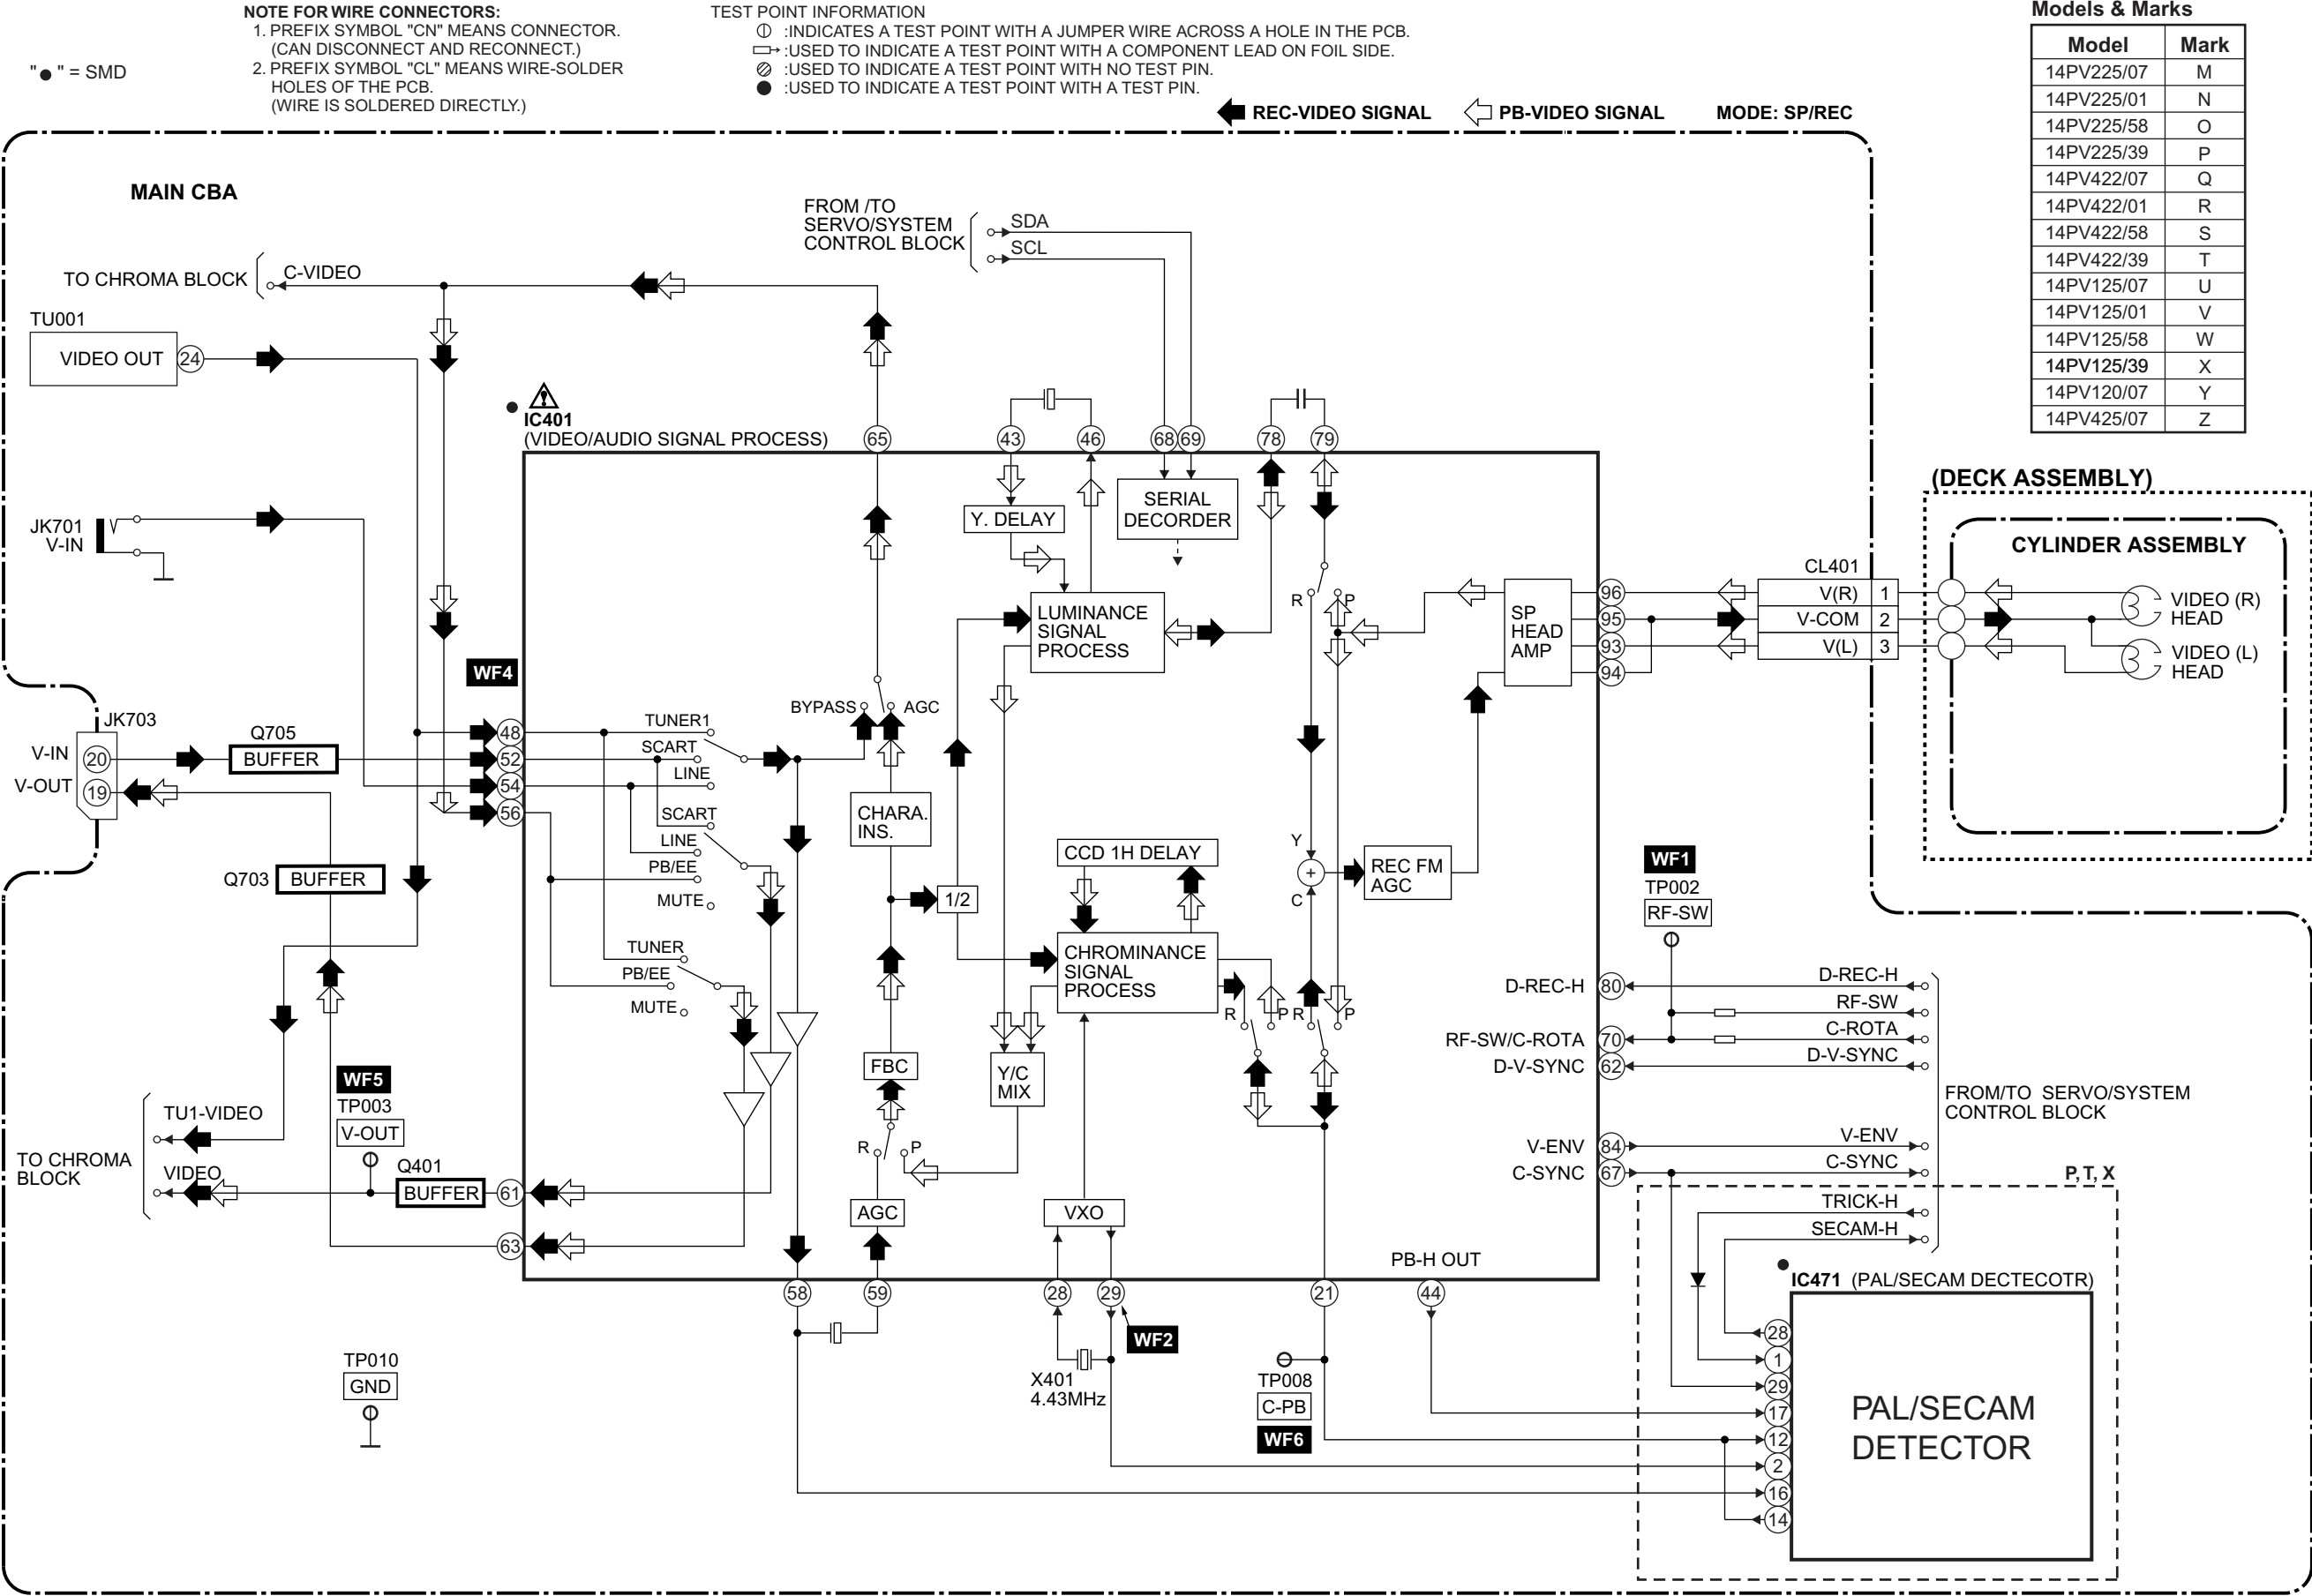 NOTE FOR WIRE CONNECTORS:
1. PREFIX SYMBOL "CN" MEANS CONNECTOR.
(CAN DISCONNECT AND RECONNECT.)
2. PREFIX SYMBOL "CL" MEANS WIRE-SOLDER
HOLES OF THE PCB.
(WIRE IS SOLDERED DIRECTLY.)
" ● " = SMD
TEST POINT INFORMATION
:INDICATES A TEST POINT WITH A JUMPER WIRE ACROSS A HOLE IN THE PCB.
:USED TO INDICATE A TEST POINT WITH A COMPONENT LEAD ON FOIL SIDE.
:USED TO INDICATE A TEST POINT WITH NO TEST PIN.
:USED TO INDICATE A TEST POINT WITH A TEST PIN.
REC-VIDEO SIGNAL
PB-VIDEO SIGNAL
MODE: SP/REC
Models & Marks
Model Mark
14PV225/07 M
14PV225/01 N
14PV225/58 O
14PV225/39 P
14PV422/07 Q
14PV422/01 R
14PV422/58 S
14PV422/39 T
14PV125/07 U
14PV125/01 V
14PV125/58 W
14PV125/39 X
14PV120/07 Y
14PV425/07 Z
MAIN CBA
FROM /TO
SERVO/SYSTEM
CONTROL BLOCK
SDA
SCL
TO CHROMA BLOCK
C-VIDEO
TU001
VIDEO OUT
24
IC401
(VIDEO/AUDIO SIGNAL PROCESS)
65
43
46
68
69
78
79
JK701
V-IN
Y. DELAY
SERIAL
DECORDER
LUMINANCE
SIGNAL
PROCESS
R
P
SP
HEAD
AMP
96
95
93
94
CL401
V(R) 1
V-COM 2
V(L) 3
(DECK ASSEMBLY)
CYLINDER ASSEMBLY
VIDEO (R)
HEAD
VIDEO (L)
HEAD
WF4
JK703
V-IN
20
V-OUT
19
Q705
BUFFER
48
52
54
56
TUNER1
SCART
LINE
SCART
LINE
PB/EE
MUTE
TUNER
PB/EE
MUTE
BYPASS
AGC
CHARA.
INS.
1/2
CCD 1H DELAY
CHROMINANCE
SIGNAL
PROCESS
Y
+
C
REC FM
AGC
Q703
BUFFER
R
P
R
P
FBC
Y/C
MIX
R
P
AGC
VXO
WF1
TP002
RF-SW
D-REC-H
80
D-REC-H
RF-SW
RF-SW/C-ROTA
70
C-ROTA
D-V-SYNC
62
D-V-SYNC
FROM/TO SERVO/SYSTEM
CONTROL BLOCK
V-ENV
84
V-ENV
C-SYNC
67
C-SYNC
P, T, X
TRICK-H
SECAM-H
TO CHROMA
BLOCK
TU1-VIDEO
VIDEO
WF5
TP003
V-OUT
Q401
BUFFER
61
63
PB-H OUT
58
59
28
29
21
44
WF2
X401
4.43MHz
TP008
C-PB
WF6
TP010
GND
IC471 (PAL/SECAM DECTECOTR)
28
1
29
17
12
2
16
14
PAL/SECAM
DETECTOR